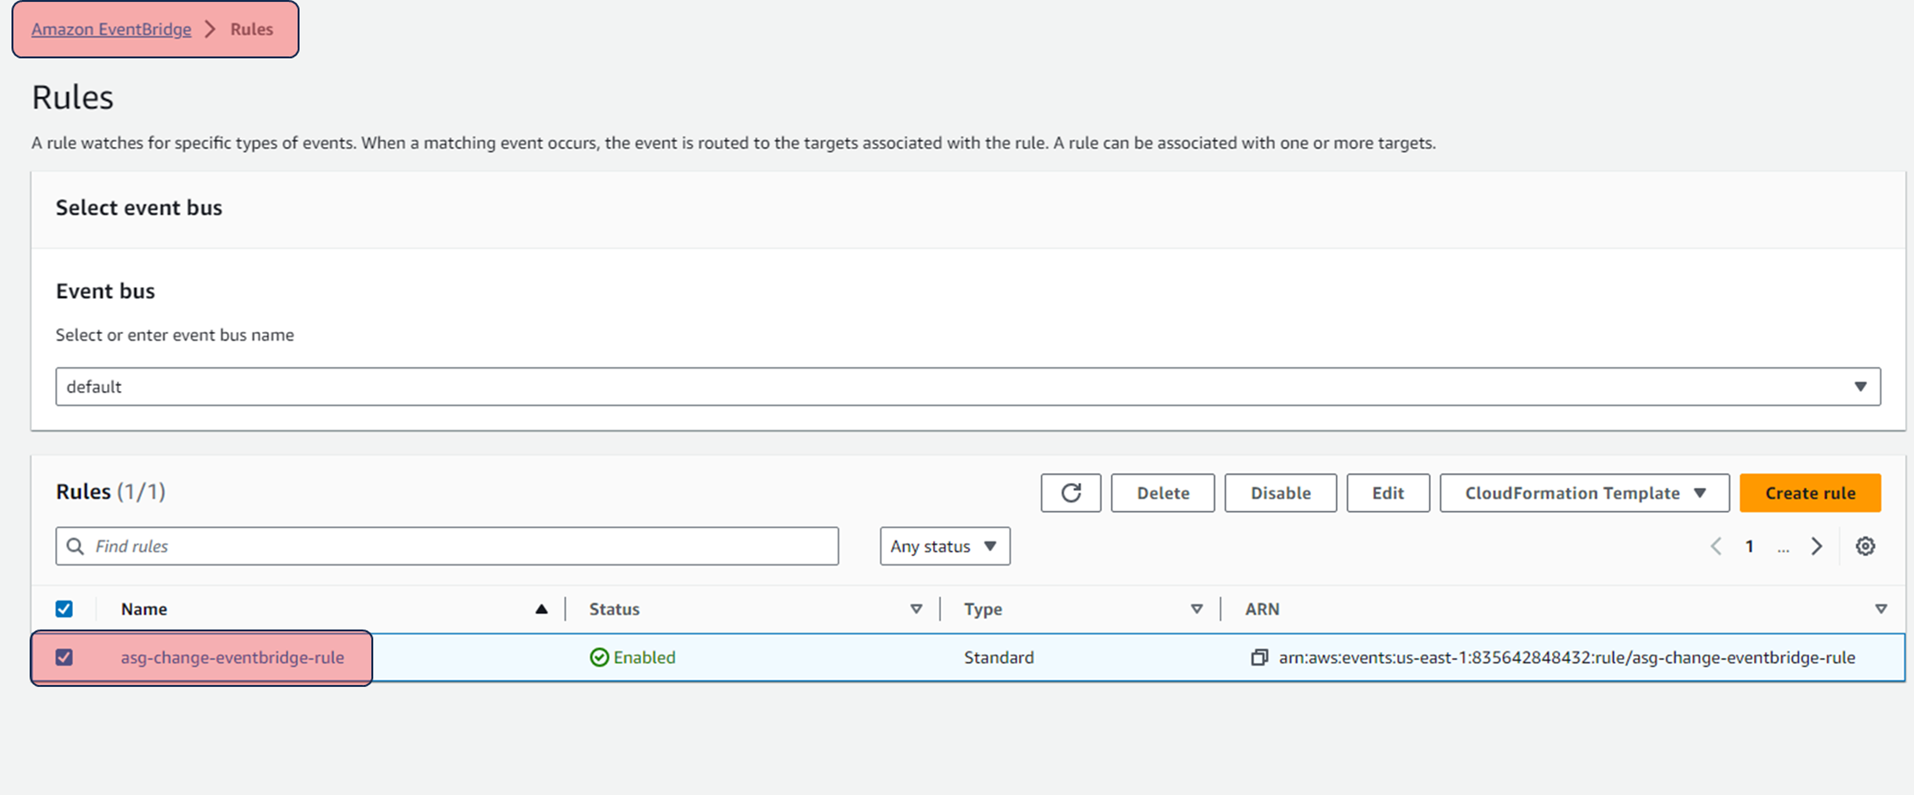 Amazon EventBridge > Rules
Rules
A rule watches for specific types of events. When a matching event occurs, the event is routed to the targets associated with the rule. A rule can be associated with one or more targets.
Select event bus
Event bus
Select or enter event bus name
default
Rules (1/1)
Delete
Disable
Edit
CloudFormation Template
Create rule
Find rules
Any status
1 ...
Name
Status
Type
ARN
asg-change-eventbridge-rule
Enabled
Standard
arn:aws:events:us-east-1:835642848432:rule/asg-change-eventbridge-rule